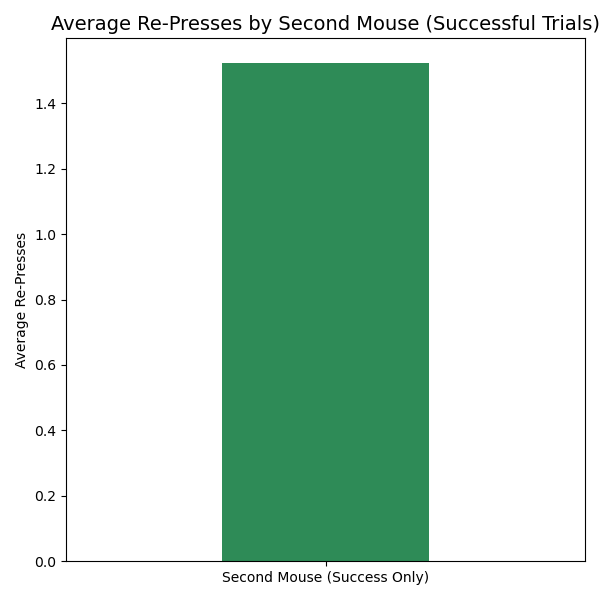 Average Re-Presses by Second Mouse (Successful Trials)
Average Re-Presses
1.4
1.2
1.0
0.8
0.6
0.4
0.2
0.0
Second Mouse (Success Only)